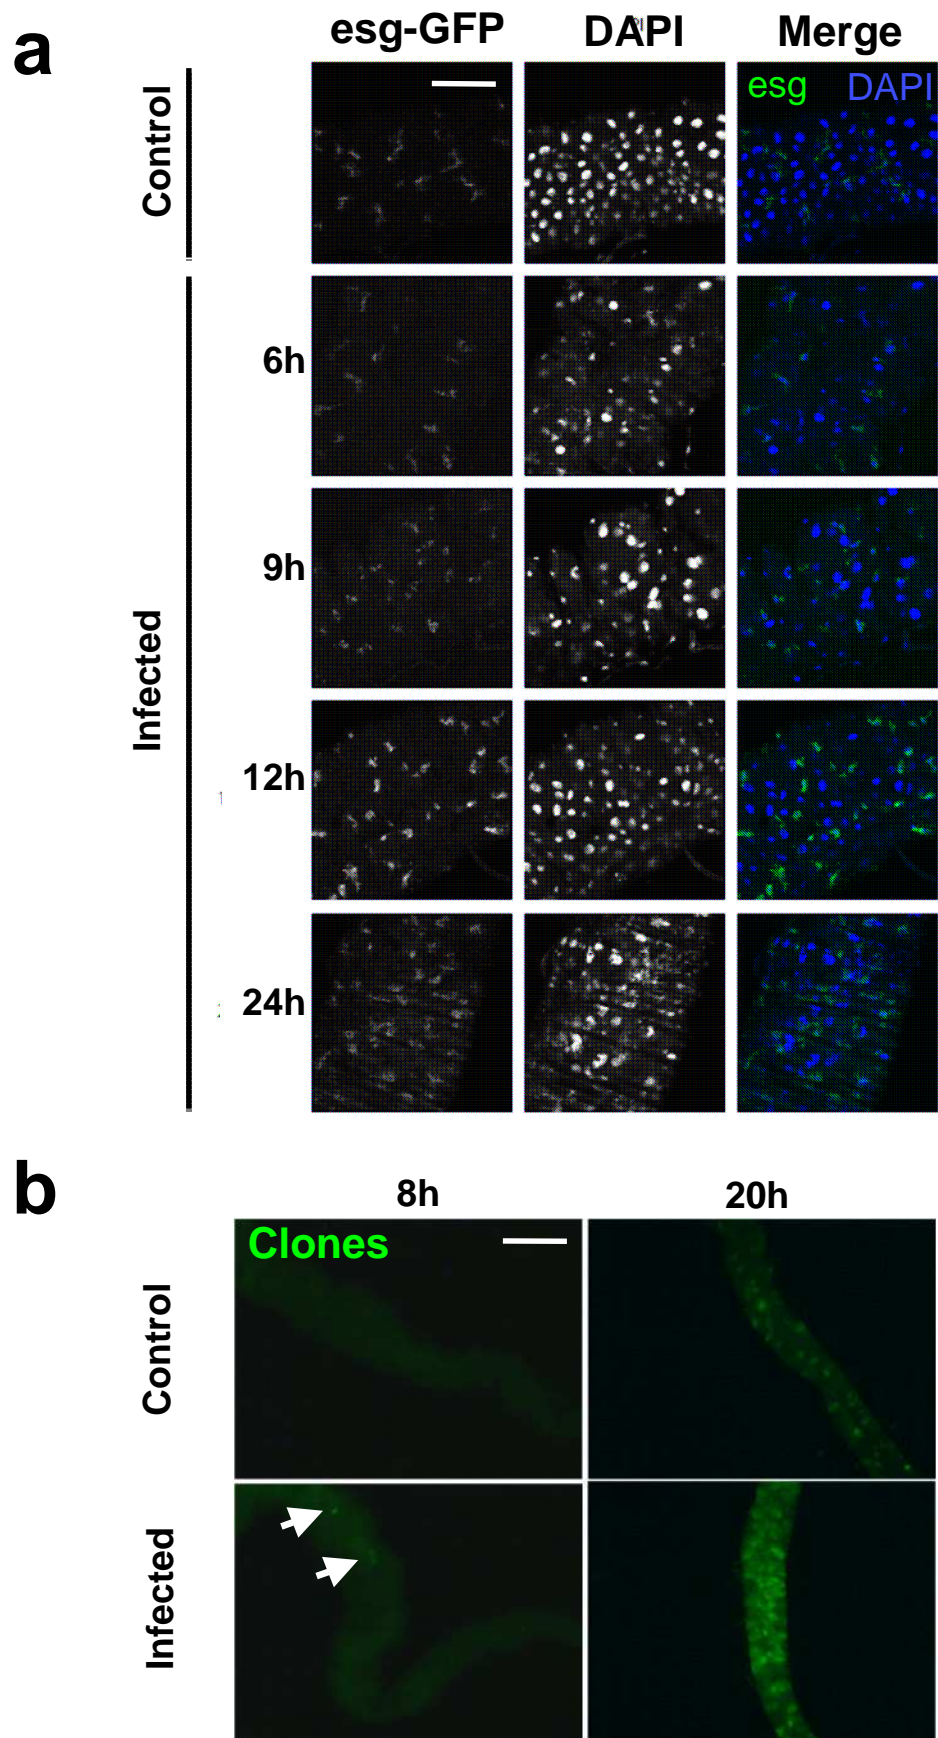 a
esg-GFP DAPI Merge
esg DAPI
Control
6h
9h
Infected
12h
24h
b
8h 20h
Clones
Control
Infected